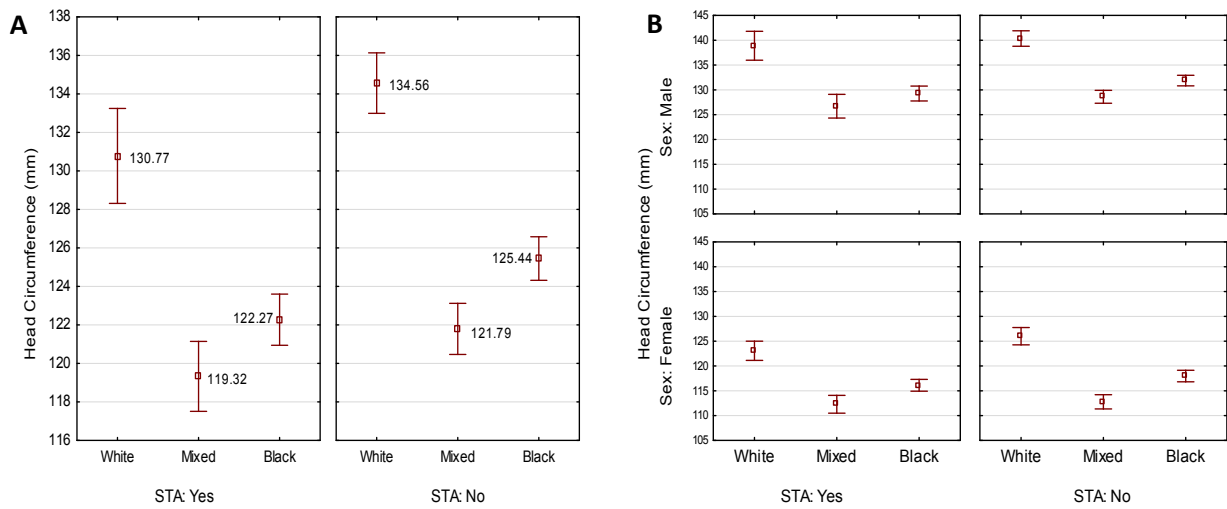 A
Head Circumference (mm)
138
136
134
132
130
128
126
124
122
120
118
116
130.77
119.32
122.27
134.56
121.79
125.44
White Mixed Black
White Mixed Black
STA: Yes
STA: No
B
Head Circumference (mm)
Sex: Male
145
140
135
130
125
120
115
110
105
Sex: Female
145
140
135
130
125
120
115
110
105
White Mixed Black
White Mixed Black
STA: Yes
STA: No